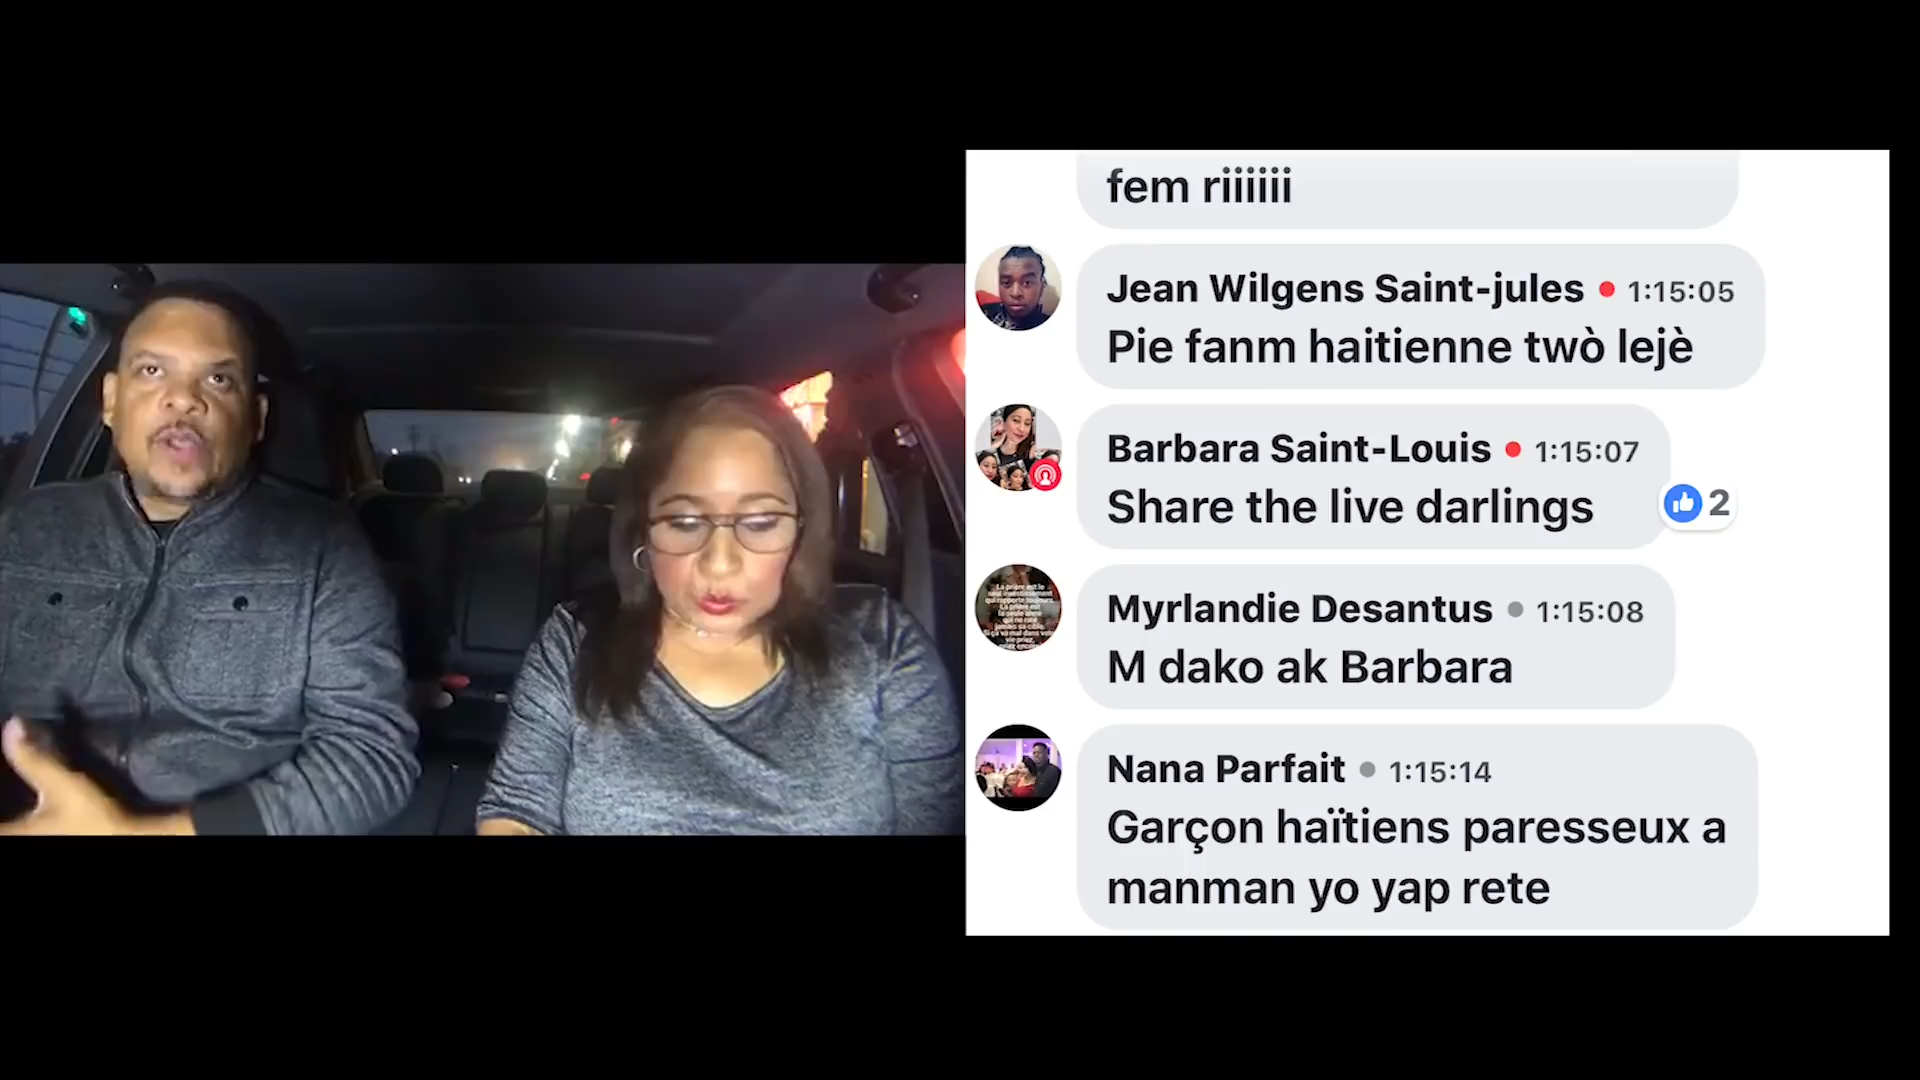 fem riiiiii
Jean Wilgens Saint-jules • 1:15:05
Pie fanm haitienne twò lejè
Barbara Saint-Louis • 1:15:07
Share the live darlings
2
Myrlandie Desantus • 1:15:08
M dako ak Barbara
Nana Parfait • 1:15:14
Garçon haïtiens paresseux a
manman yo yap rete